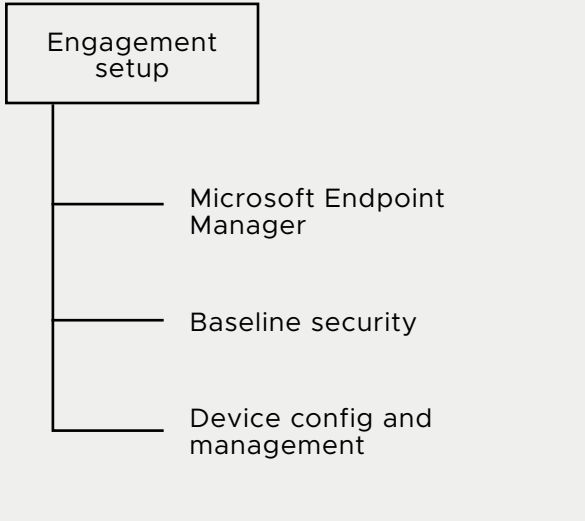 Engagement
setup
Microsoft Endpoint
Manager
Baseline security
Device config and
management